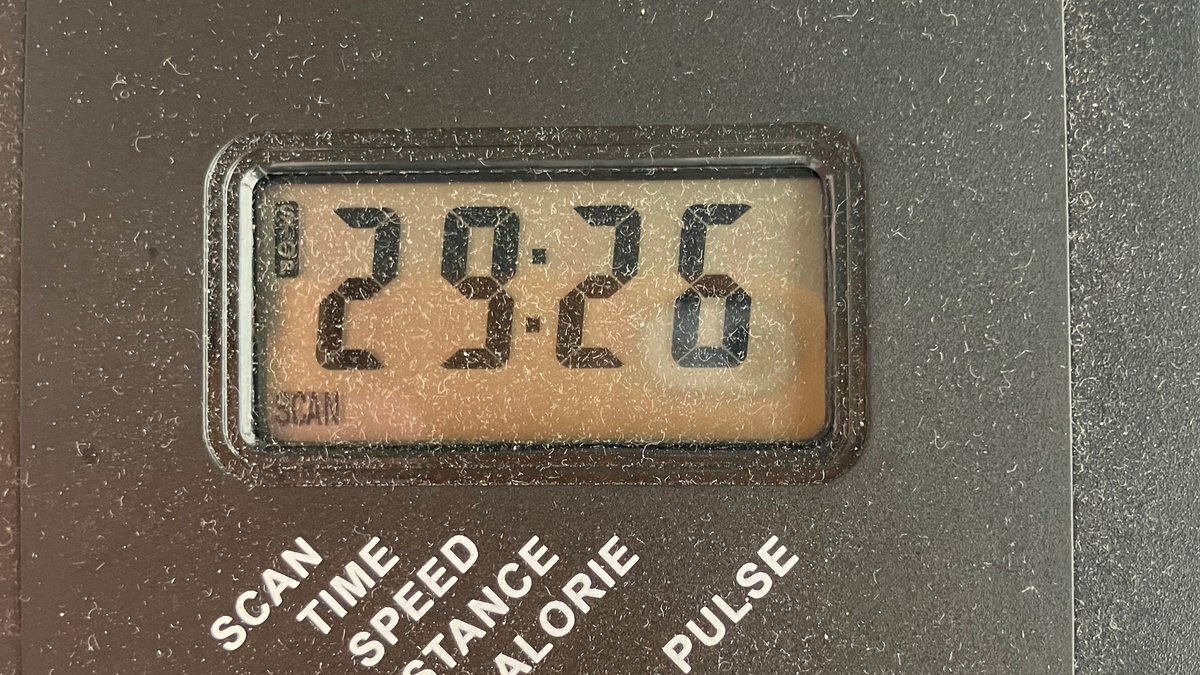 29:26
SCAN
SCAN
TIME
SPEED
STANCE
ALORIE
PULSE